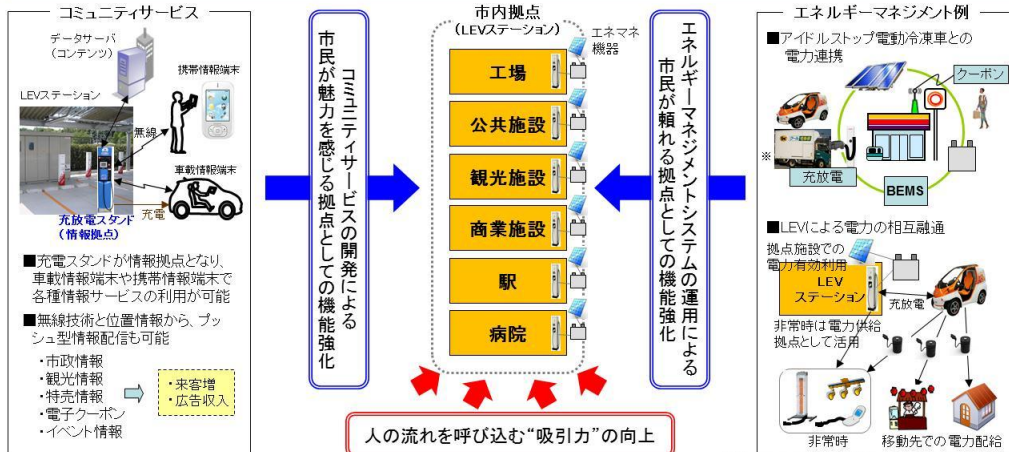 コミュニティサービス
データサーバ
(コンテンツ)
携帯情報端末
LEVステーション
無線
車載情報端末
充電
充放電スタンド
(情報拠点)
■充電スタンドが情報拠点となり、
車載情報端末や携帯情報端末で
各種情報サービスの利用が可能
■無線技術と位置情報から、プッ
シュ型情報配信も可能
・市政情報
・観光情報
・特売情報
・電子クーポン
・イベント情報
・来客増
・広告収入
コミュニティサービスの開発による
市民が魅力を感じる拠点としての機能強化
市内拠点
(LEVステーション)
エネマネ
機器
工場
公共施設
観光施設
商業施設
駅
病院
人の流れを呼び込む“吸引力”の向上
エネルギーマネジメントシステムの運用による
市民が頼れる拠点としての機能強化
エネルギーマネジメント例
■アイドルストップ電動冷凍車との
電力連携
クーポン
※
充放電
BEMS
■LEVによる電力の相互融通
拠点施設での
電力有効利用
LEV
ステーション
充放電
非常時は電力供給
拠点として活用
非常時
移動先での電力配給